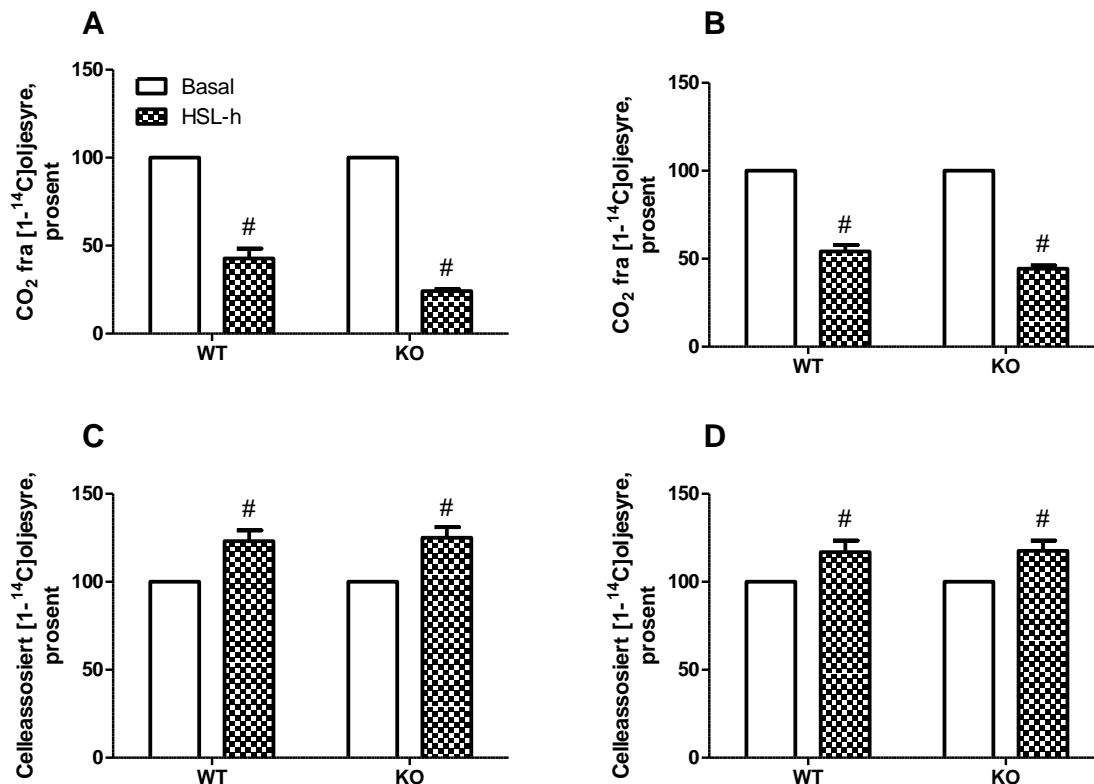 A
CO₂ fra [1-¹⁴C]oljesyre,
prosent
150
100
50
0
Basal
HSL-h
#
#
WT
KO
B
CO₂ fra [1-¹⁴C]oljesyre,
prosent
150
100
50
0
#
#
WT
KO
C
Celleassosiert [1-¹⁴C]oljesyre,
prosent
150
100
50
0
#
#
WT
KO
D
Celleassosiert [1-¹⁴C]oljesyre,
prosent
150
100
50
0
#
#
WT
KO